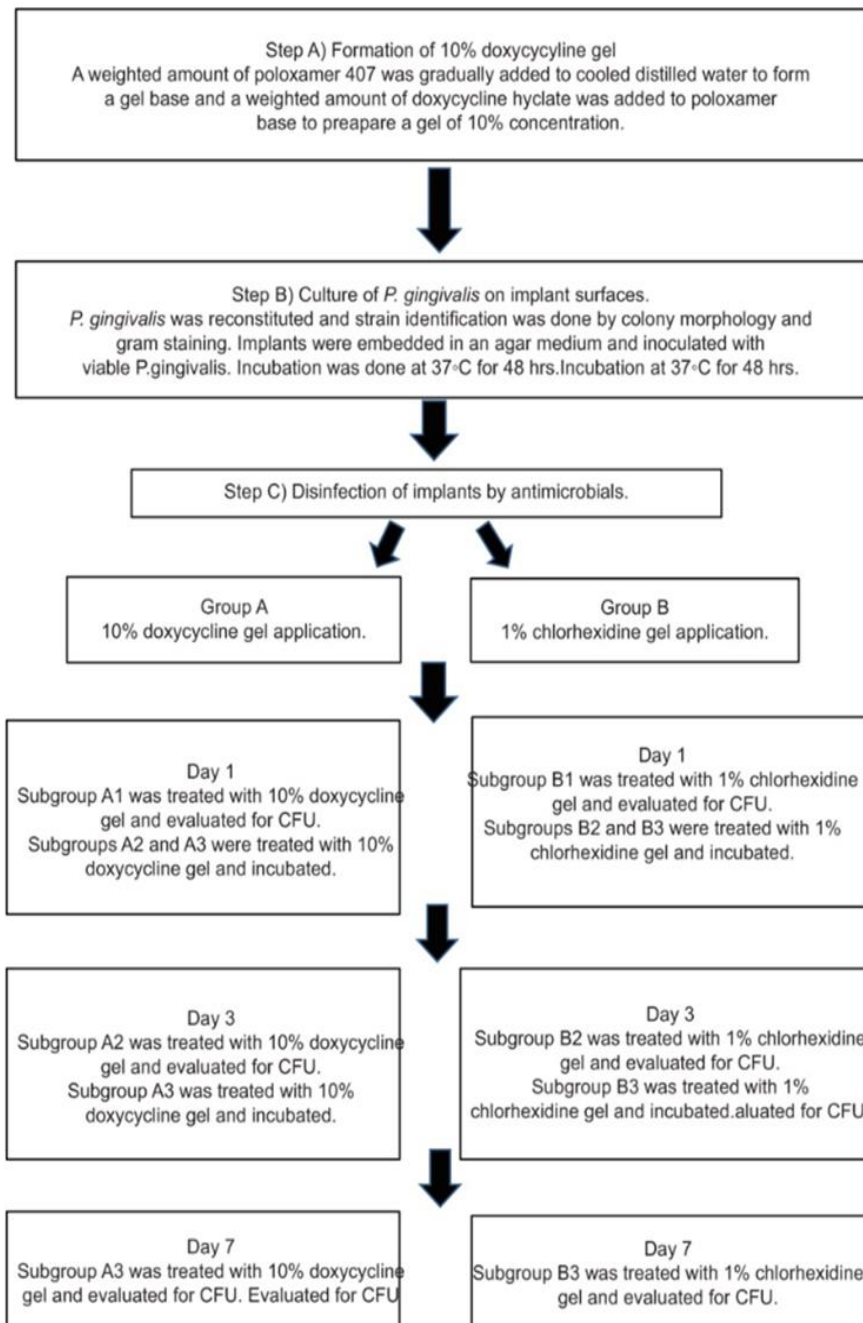 Step A) Formation of 10% doxycycyline gel
A weighted amount of poloxamer 407 was gradually added to cooled distilled water to form
a gel base and a weighted amount of doxycycline hyclate was added to poloxamer
base to preapare a gel of 10% concentration.
Step B) Culture of P. gingivalis on implant surfaces.
P. gingivalis was reconstituted and strain identification was done by colony morphology and
gram staining. Implants were embedded in an agar medium and inoculated with
viable P.gingivalis. Incubation was done at 37◦C for 48 hrs.Incubation at 37◦C for 48 hrs.
Step C) Disinfection of implants by antimicrobials.
Group A
10% doxycycline gel application.
Group B
1% chlorhexidine gel application.
Day 1
Subgroup A1 was treated with 10% doxycycline
gel and evaluated for CFU.
Subgroups A2 and A3 were treated with 10%
doxycycline gel and incubated.
Day 1
Subgroup B1 was treated with 1% chlorhexidine
gel and evaluated for CFU.
Subgroups B2 and B3 were treated with 1%
chlorhexidine gel and incubated.
Day 3
Subgroup A2 was treated with 10% doxycycline
gel and evaluated for CFU.
Subgroup A3 was treated with 10%
doxycycline gel and incubated.
Day 3
Subgroup B2 was treated with 1% chlorhexidine
gel and evaluated for CFU.
Subgroup B3 was treated with 1%
chlorhexidine gel and incubated.aluated for CFU
Day 7
Subgroup A3 was treated with 10% doxycycline
gel and evaluated for CFU. Evaluated for CFU
Day 7
Subgroup B3 was treated with 1% chlorhexidine
gel and evaluated for CFU.